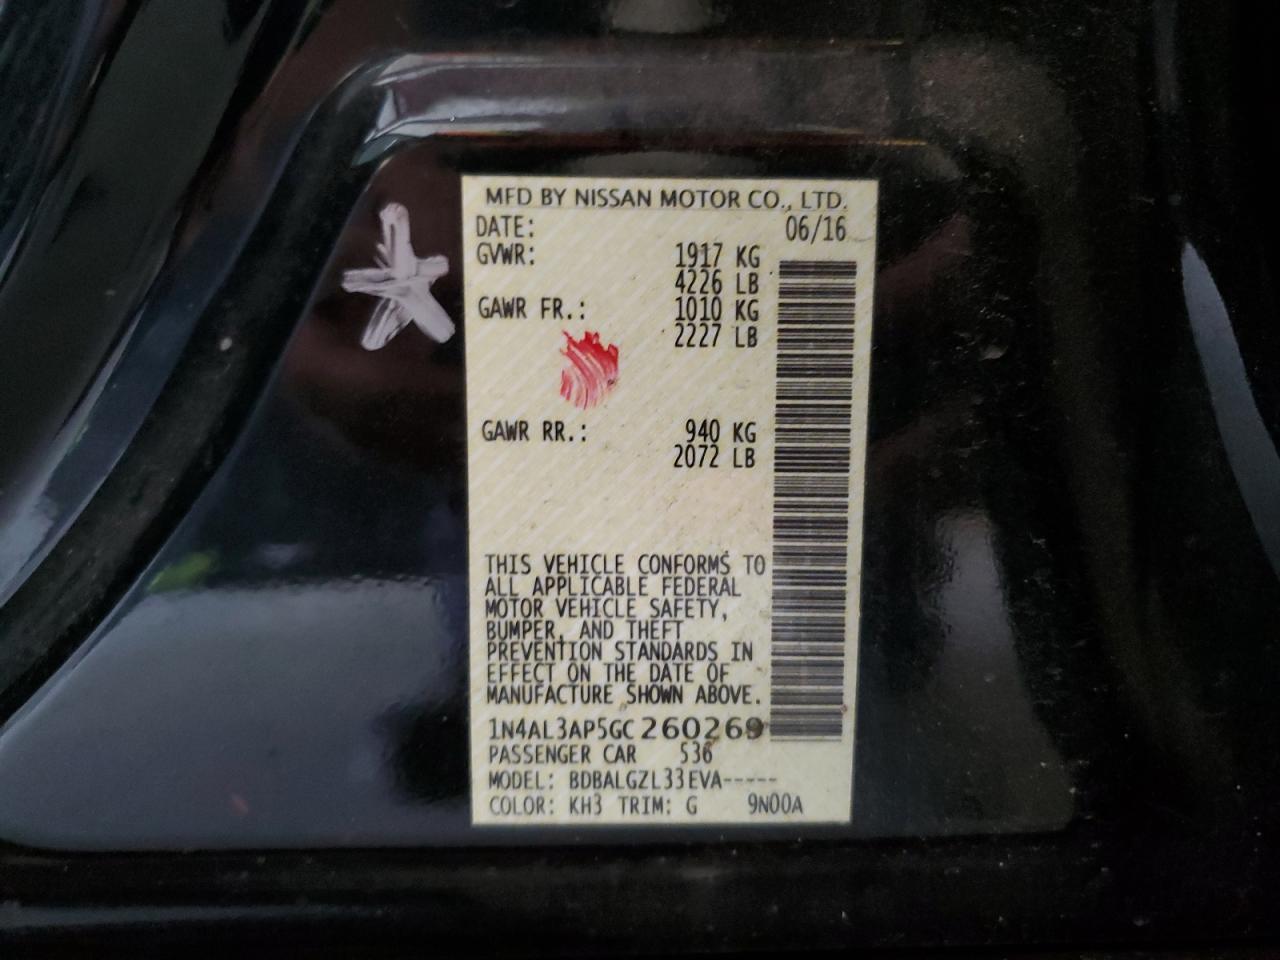 MFD BY NISSAN MOTOR CO., LTD.
DATE: 06/16
GVWR: 1917 KG
4226 LB
GAWR FR.: 1010 KG
2227 LB
GAWR RR.: 940 KG
2072 LB
THIS VEHICLE CONFORMS TO
ALL APPLICABLE FEDERAL
MOTOR VEHICLE SAFETY,
BUMPER, AND THEFT
PREVENTION STANDARDS IN
EFFECT ON THE DATE OF
MANUFACTURE SHOWN ABOVE.
1N4AL3AP5GC260269
PASSENGER CAR 536
MODEL: BDBALGZL33EVA-----
COLOR: KH3 TRIM: G 9N00A